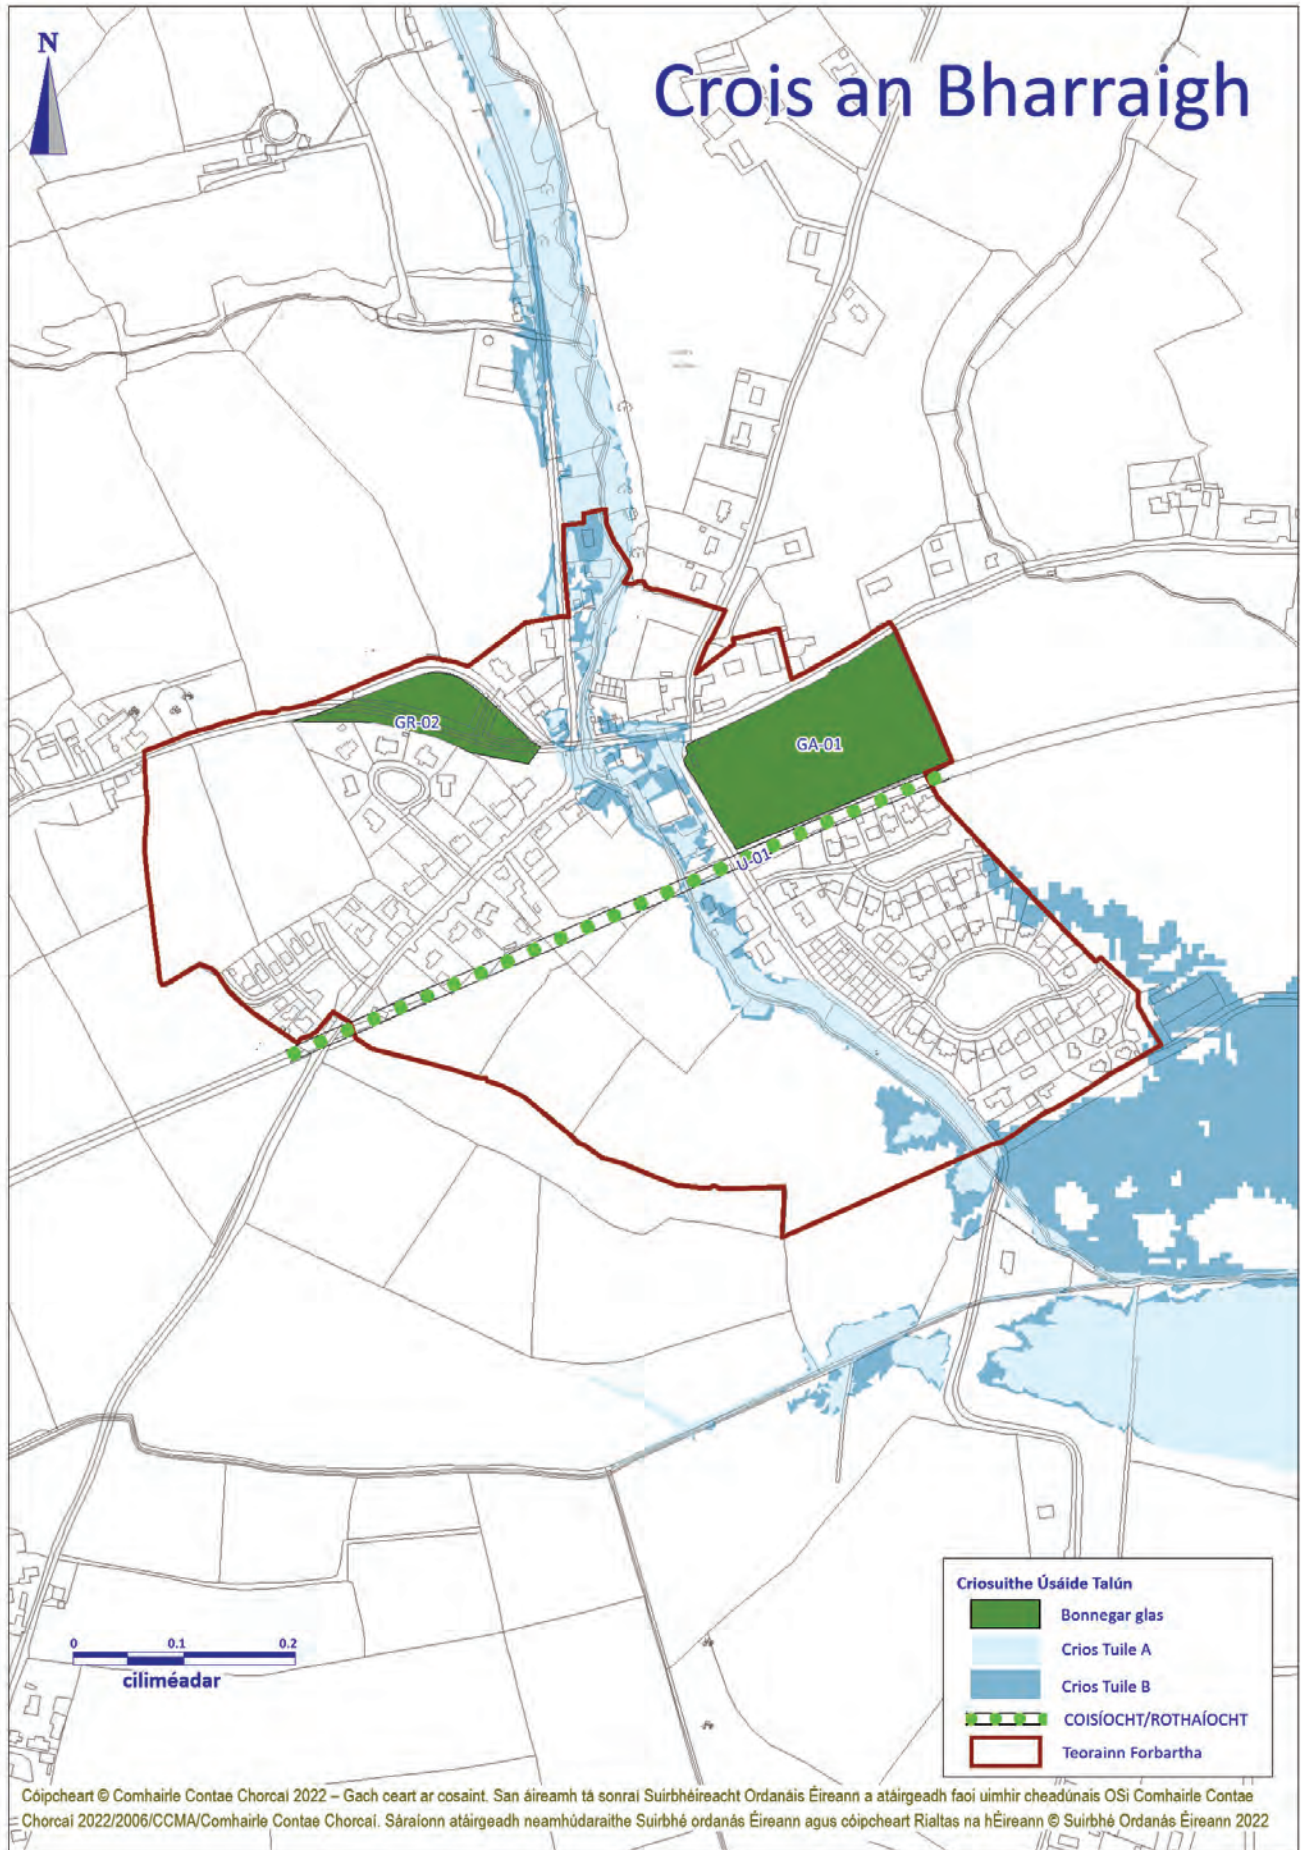 N
Crois an Bharraigh
GR-02
GA-01
U-01
Criosuithe Úsáide Talún
Bonnegar glas
Crios Tuile A
Crios Tuile B
COISÍOCHT/ROTHAÍOCHT
Teorainn Forbartha
0 0.1 0.2
ciliméadar
Cóipcheart © Comhairle Contae Chorcaí 2022 – Gach ceart ar cosaint. San áireamh tá sonraí Suirbhéireacht Ordanáis Éireann a atáirgeadh faoi uimhir cheadúnais OSi Comhairle Contae
Chorcaí 2022/2006/CCMA/Comhairle Contae Chorcaí. Sáraíonn atáirgeadh neamhúdaraithe Suirbhé ordanás Éireann agus cóipcheart Rialtas na hÉireann © Suirbhé Ordanás Éireann 2022